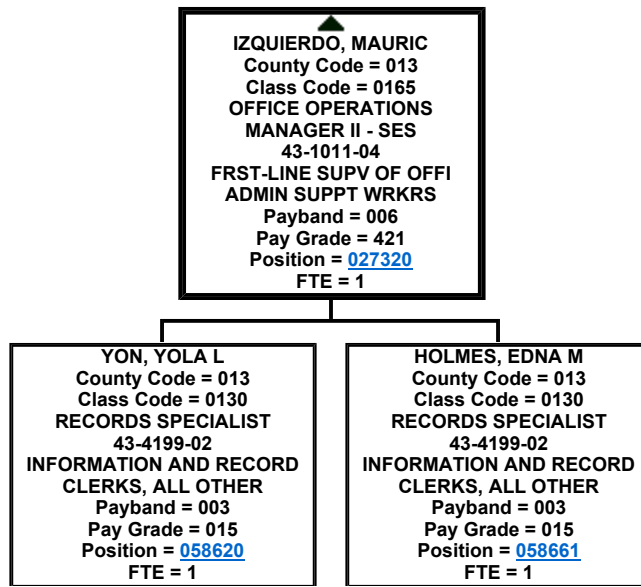 IZQUIERDO, MAURIC
County Code = 013
Class Code = 0165
OFFICE OPERATIONS
MANAGER II - SES
43-1011-04
FRST-LINE SUPV OF OFFI
ADMIN SUPPT WRKRS
Payband = 006
Pay Grade = 421
Position = 027320
FTE = 1
YON, YOLA L
County Code = 013
Class Code = 0130
RECORDS SPECIALIST
43-4199-02
INFORMATION AND RECORD
CLERKS, ALL OTHER
Payband = 003
Pay Grade = 015
Position = 058620
FTE = 1
HOLMES, EDNA M
County Code = 013
Class Code = 0130
RECORDS SPECIALIST
43-4199-02
INFORMATION AND RECORD
CLERKS, ALL OTHER
Payband = 003
Pay Grade = 015
Position = 058661
FTE = 1